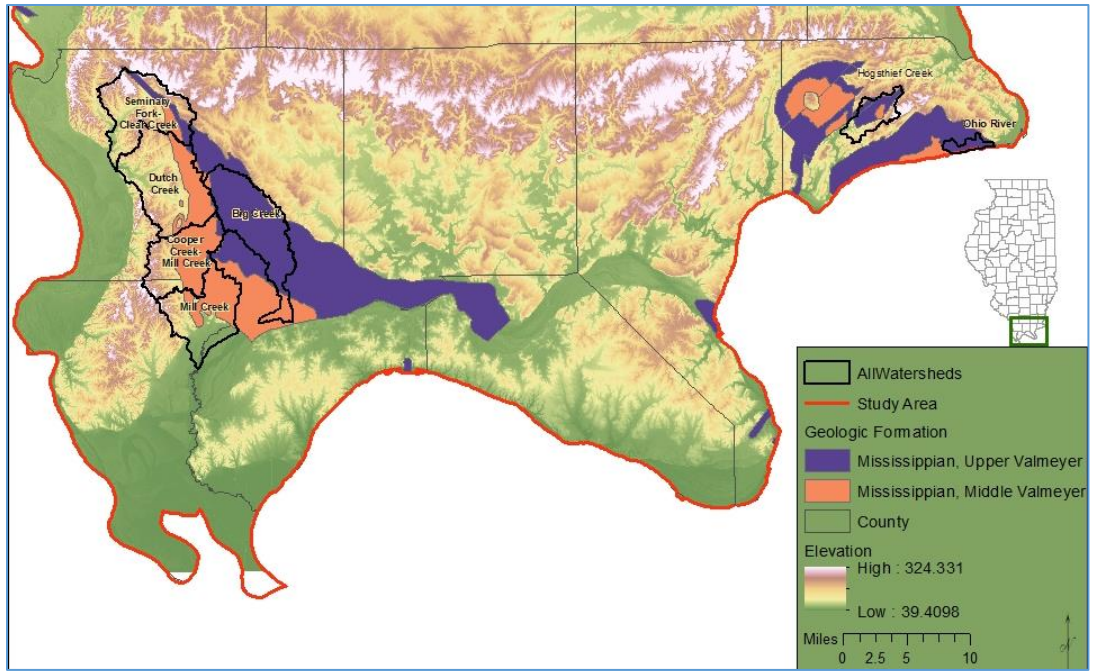 Seminary
Fork-
Clear Creek
Dutch
Creek
Big Creek
Cooper
Creek-
Mill Creek
Mill Creek
Hogsthief Creek
Ohio River
AllWatersheds
Study Area
Geologic Formation
Mississippian, Upper Valmeyer
Mississippian, Middle Valmeyer
County
Elevation
High : 324.331
Low : 39.4098
Miles
0 2.5 5 10
N